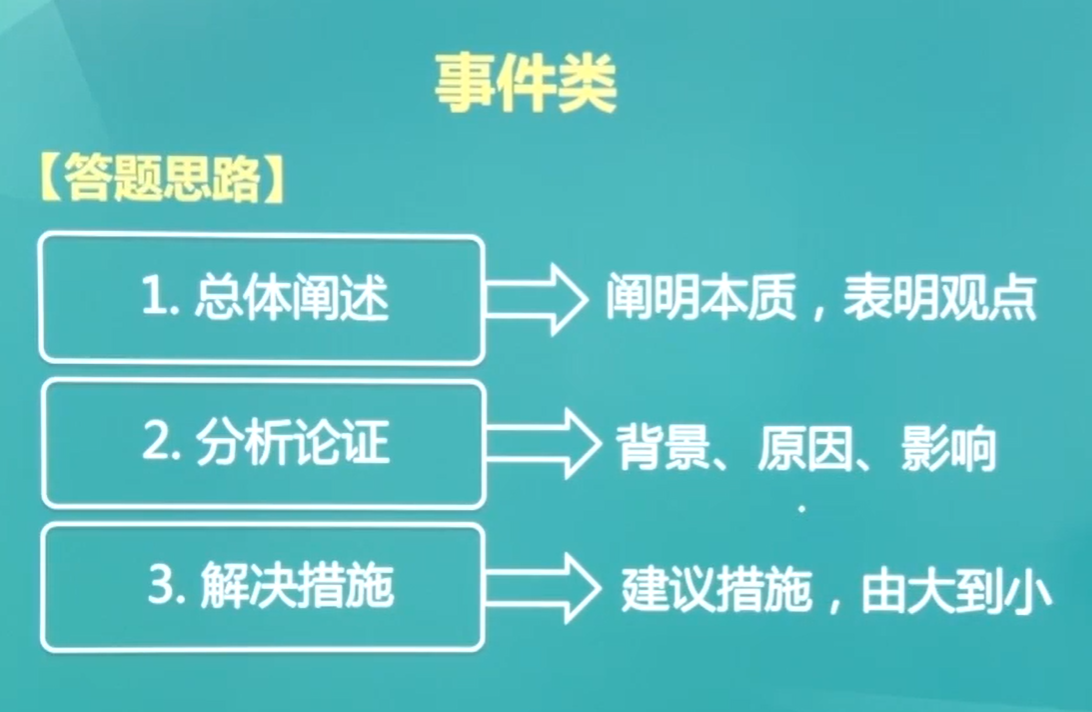 事件类
【答题思路】
1. 总体阐述
阐明本质，表明观点
2. 分析论证
背景、原因、影响
3. 解决措施
建议措施，由大到小